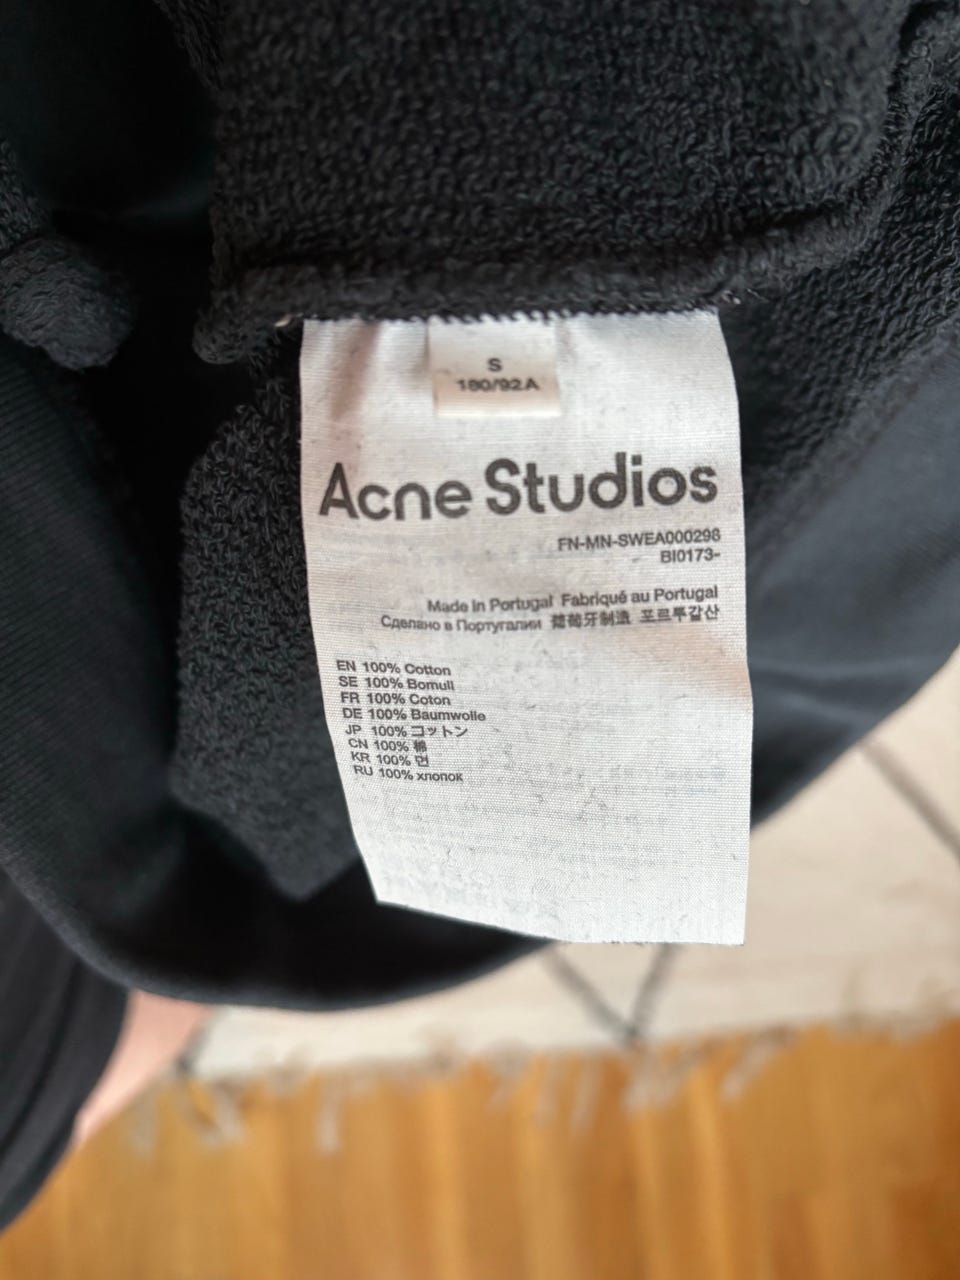 S
180/92A
Acne Studios
FN-MN-SWEA000298
BI0173-
Made in Portugal Fabriqué au Portugal
Сделано в Португалии 葡萄牙制造 포르투갈산
EN 100% Cotton
SE 100% Bomull
FR 100% Coton
DE 100% Baumwolle
JP 100% コットン
CN 100% 棉
KR 100% 면
RU 100% хлопок